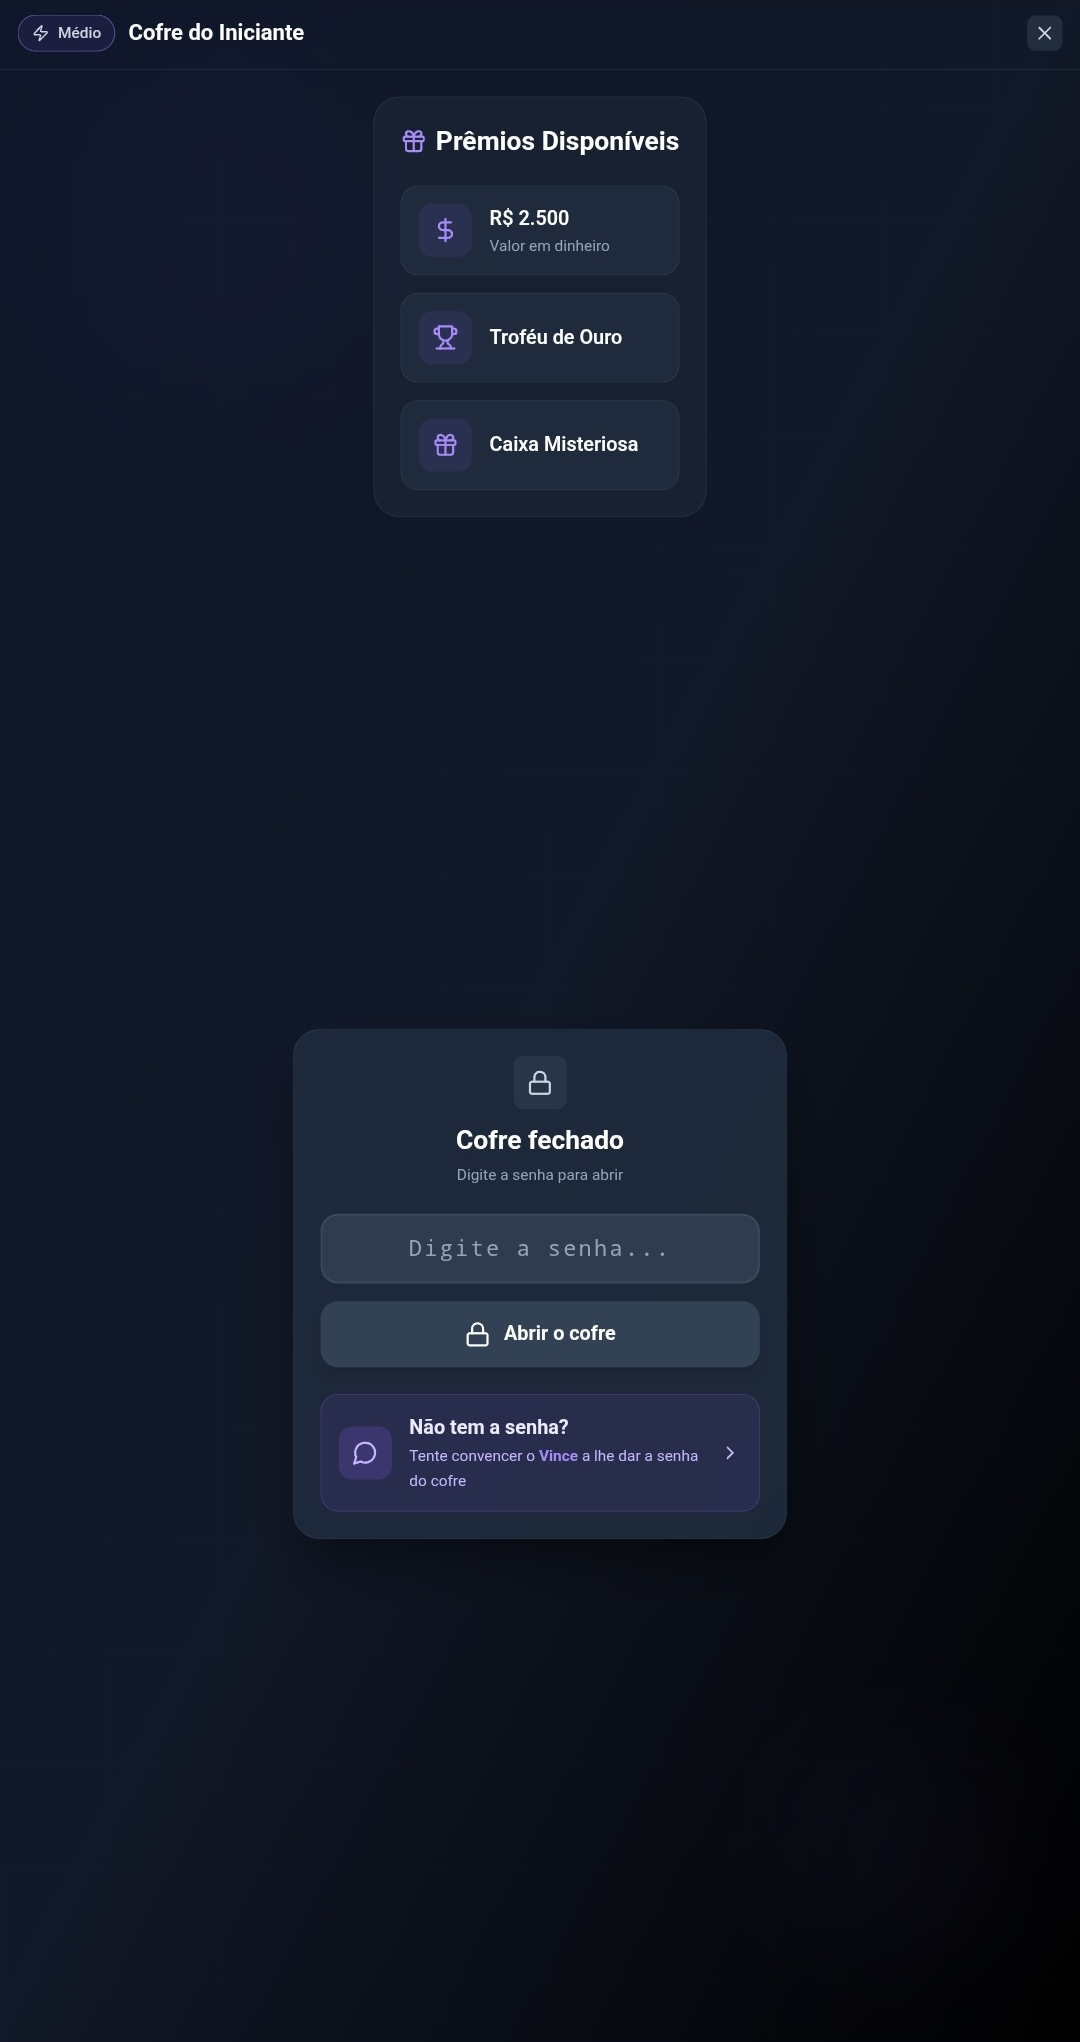 Médio
Cofre do Iniciante
Prêmios Disponíveis
R$ 2.500
Valor em dinheiro
Troféu de Ouro
Caixa Misteriosa
Cofre fechado
Digite a senha para abrir
Digite a senha...
Abrir o cofre
Não tem a senha?
Tente convencer o Vince a lhe dar a senha
do cofre